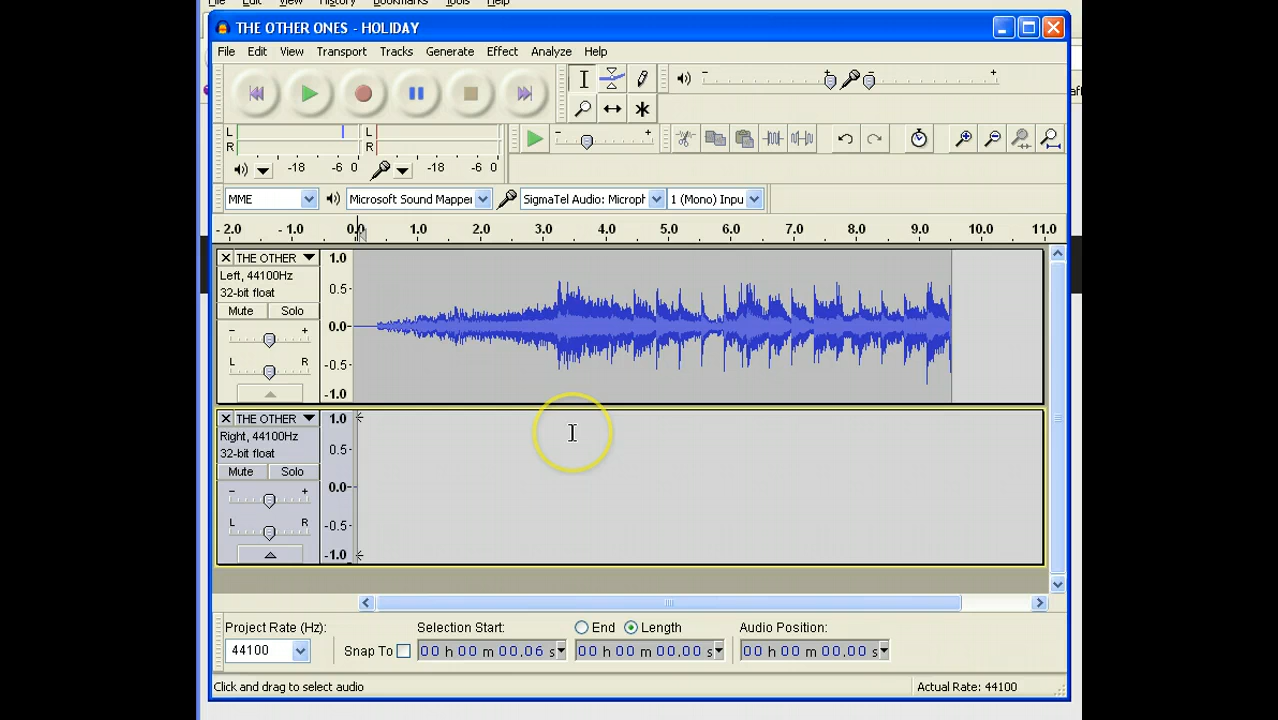 File Edit View History Bookmarks Tools Help
THE OTHER ONES - HOLIDAY
File Edit View Transport Tracks Generate Effect Analyze Help
L L
R R
-18 -6 0 -18 -6 0
MME Microsoft Sound Mapper SigmaTel Audio: Microph 1 (Mono) Inpu
-2.0 -1.0 0.0 1.0 2.0 3.0 4.0 5.0 6.0 7.0 8.0 9.0 10.0 11.0
THE OTHER 1.0
Left, 44100Hz
32-bit float 0.5
Mute Solo
- + 0.0
L R -0.5
-1.0
THE OTHER 1.0
Right, 44100Hz
32-bit float 0.5
Mute Solo
- + 0.0
L R -0.5
-1.0
Project Rate (Hz): Selection Start: End Length Audio Position:
44100 Snap To 00 h 00 m 00.06 s 00 h 00 m 00.00 s 00 h 00 m 00.00 s
Click and drag to select audio Actual Rate: 44100